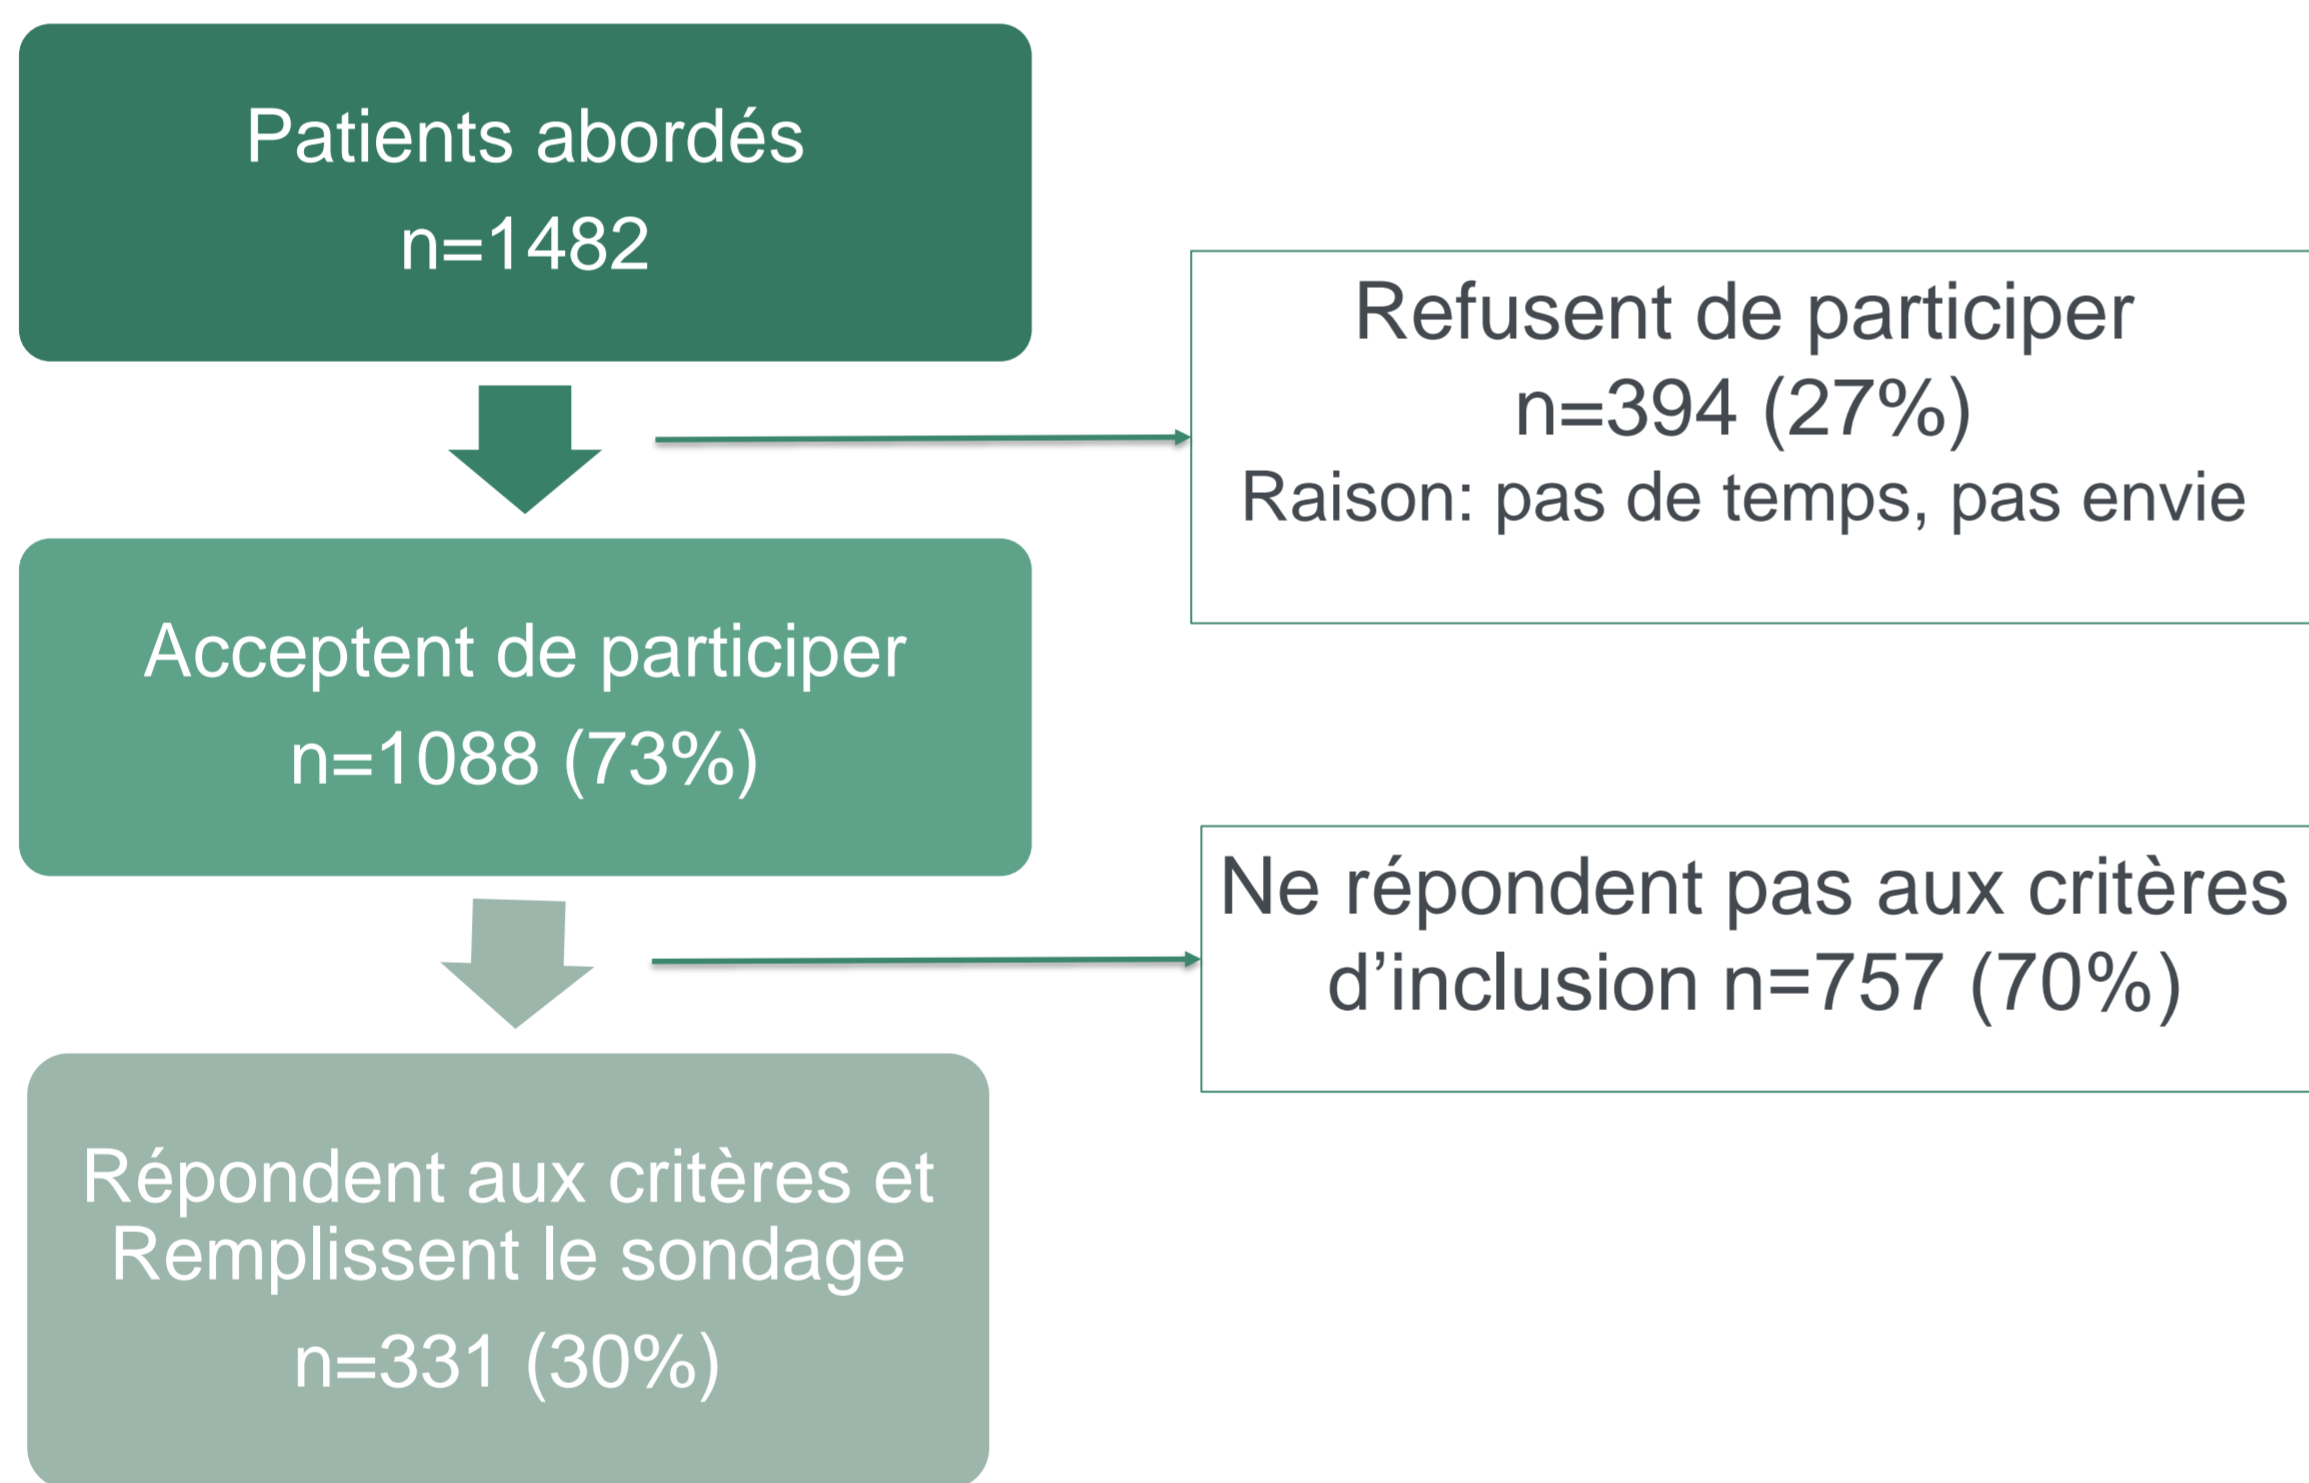 Patients abordés
n=1482
Refusent de participer
n=394 (27%)
Raison: pas de temps, pas envie
Acceptent de participer
n=1088 (73%)
Ne répondent pas aux critères
d’inclusion n=757 (70%)
Répondent aux critères et
Remplissent le sondage
n=331 (30%)